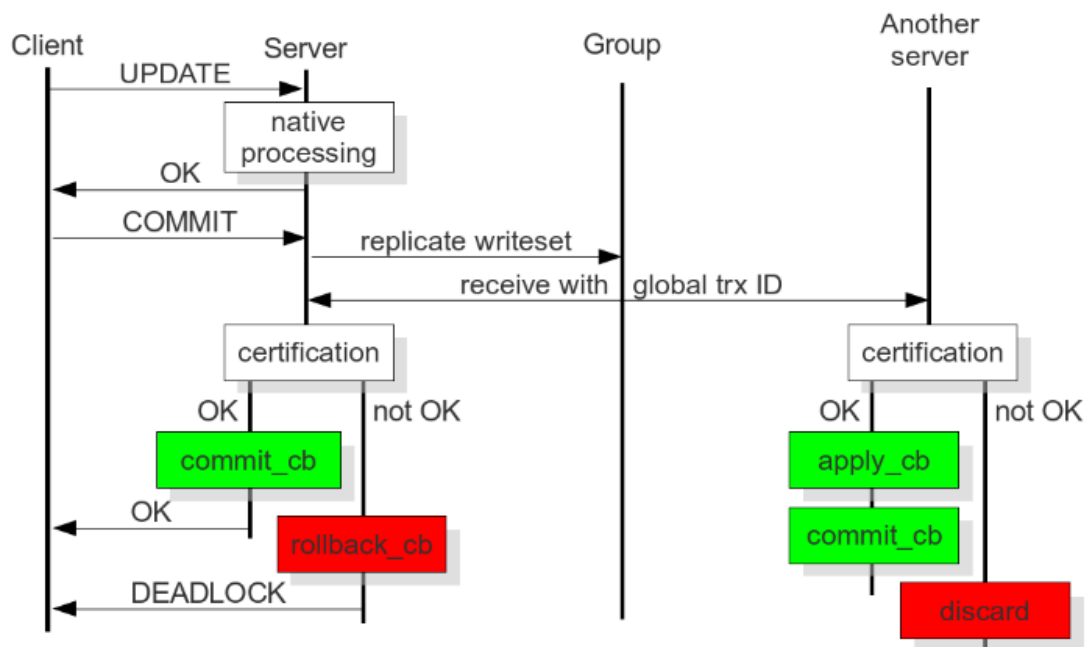 Client
Server
Group
Another
server
UPDATE
native
processing
OK
COMMIT
replicate writeset
receive with global trx ID
certification
certification
OK
not OK
OK
not OK
commit_cb
apply_cb
OK
rollback_cb
commit_cb
DEADLOCK
discard